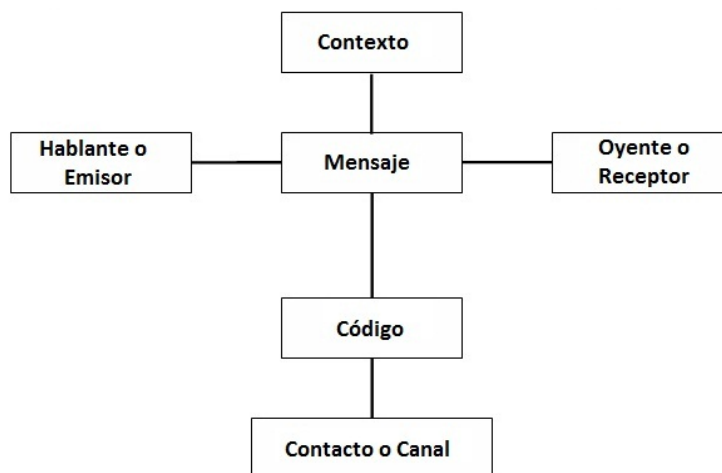 Contexto
Hablante o
Emisor
Mensaje
Oyente o
Receptor
Código
Contacto o Canal